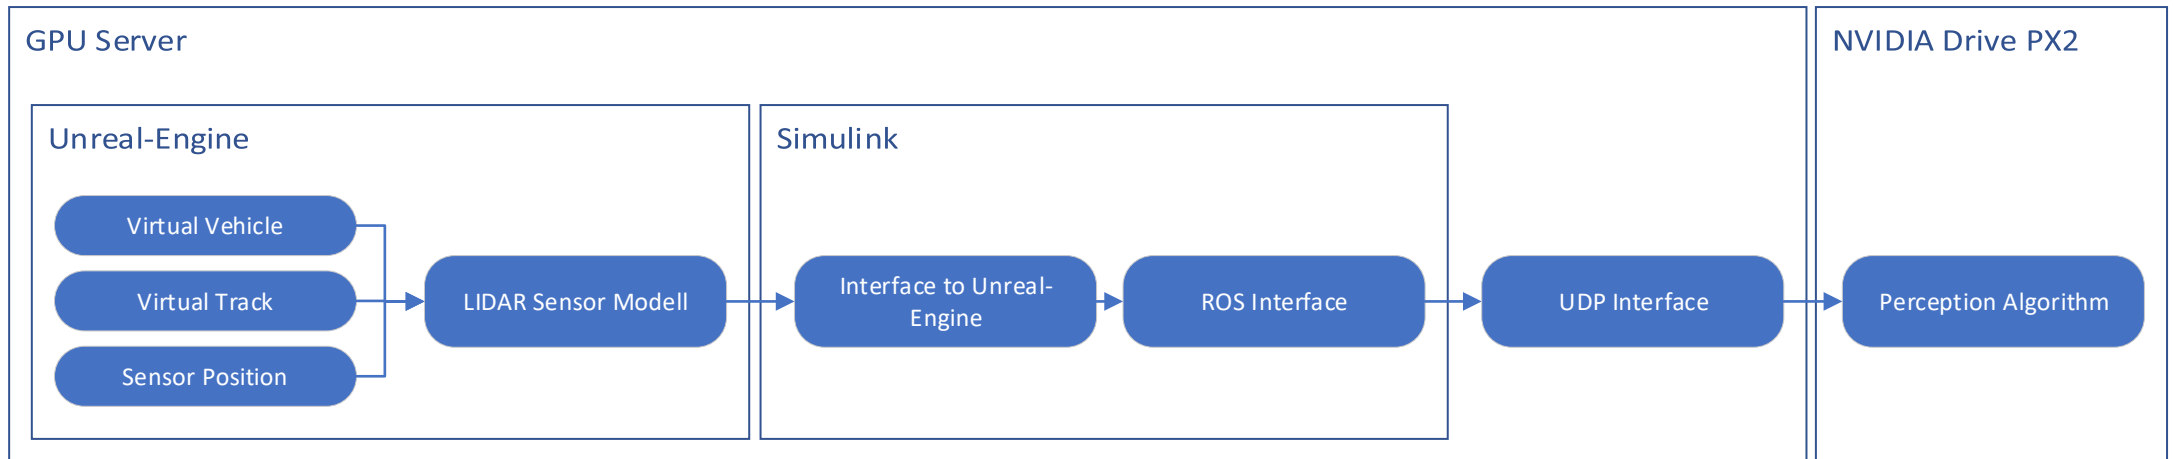 GPU Server
NVIDIA Drive PX2
Unreal-Engine
Simulink
Virtual Vehicle
Virtual Track
Sensor Position
LIDAR Sensor Modell
Interface to Unreal-
Engine
ROS Interface
UDP Interface
Perception Algorithm